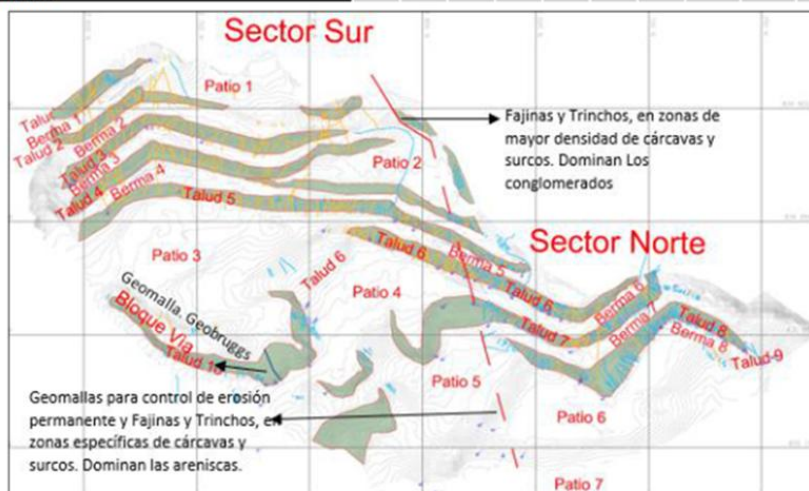 Sector Sur
Patio 1
Talud
Berma 1
Talud 2
Berma 2
Talud 3
Berma 3
Talud 4
Berma 4
Talud 5
Patio 2
Fajinas y Trinchos, en zonas de
mayor densidad de cárcavas y
surcos. Dominan Los
conglomerados
Sector Norte
Patio 3
Talud 6
Talud 6
Berma 5
Talud 6
Berma 6
Patio 4
Geomalla. Geobruggs
Bloque Via
Talud 10
Talud 7
Berma 7
Talud 8
Berma 8
Talud 9
Geomallas para control de erosión
permanente y Fajinas y Trinchos, en
zonas específicas de cárcavas y
surcos. Dominan las areniscas.
Patio 5
Patio 6
Patio 7